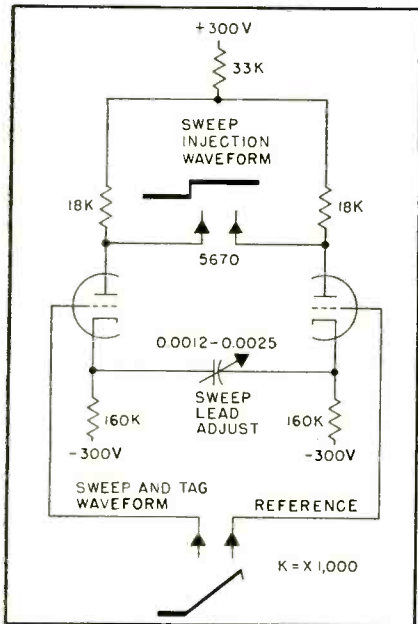 +300V
33K
SWEEP
INJECTION
WAVEFORM
18K
18K
5670
0.0012-0.0025
SWEEP
LEAD
ADJUST
160K
160K
-300V
-300V
SWEEP AND TAG
WAVEFORM
REFERENCE
K = X 1,000